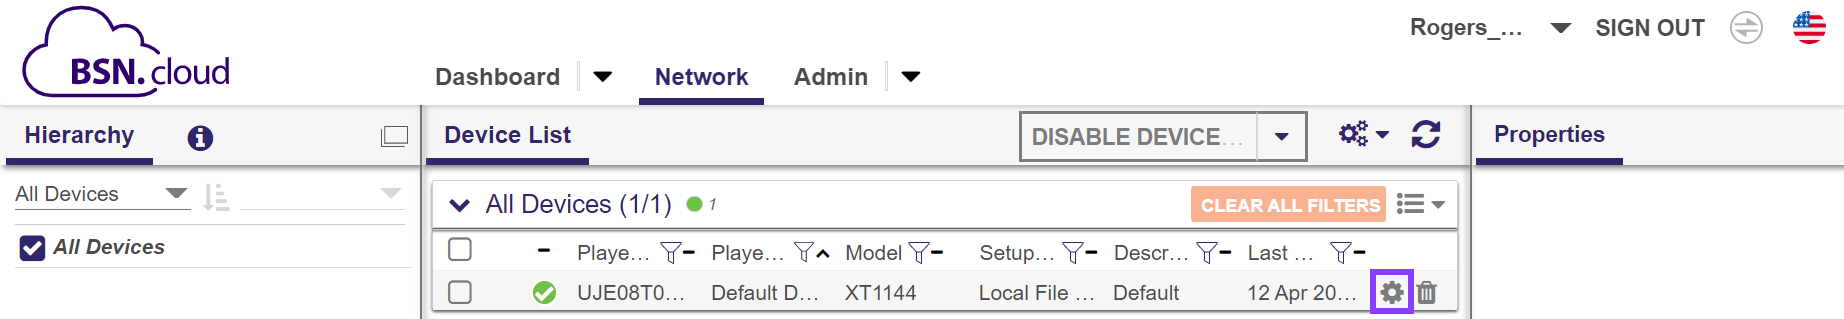 Rogers_... SIGN OUT
BSN.cloud
Dashboard Network Admin
Hierarchy
Device List DISABLE DEVICE... Properties
All Devices
All Devices (1/1) 1 CLEAR ALL FILTERS
All Devices
Playe... Playe... Model Setup... Descr... Last ...
UJE08T0... Default D... XT1144 Local File ... Default 12 Apr 20...